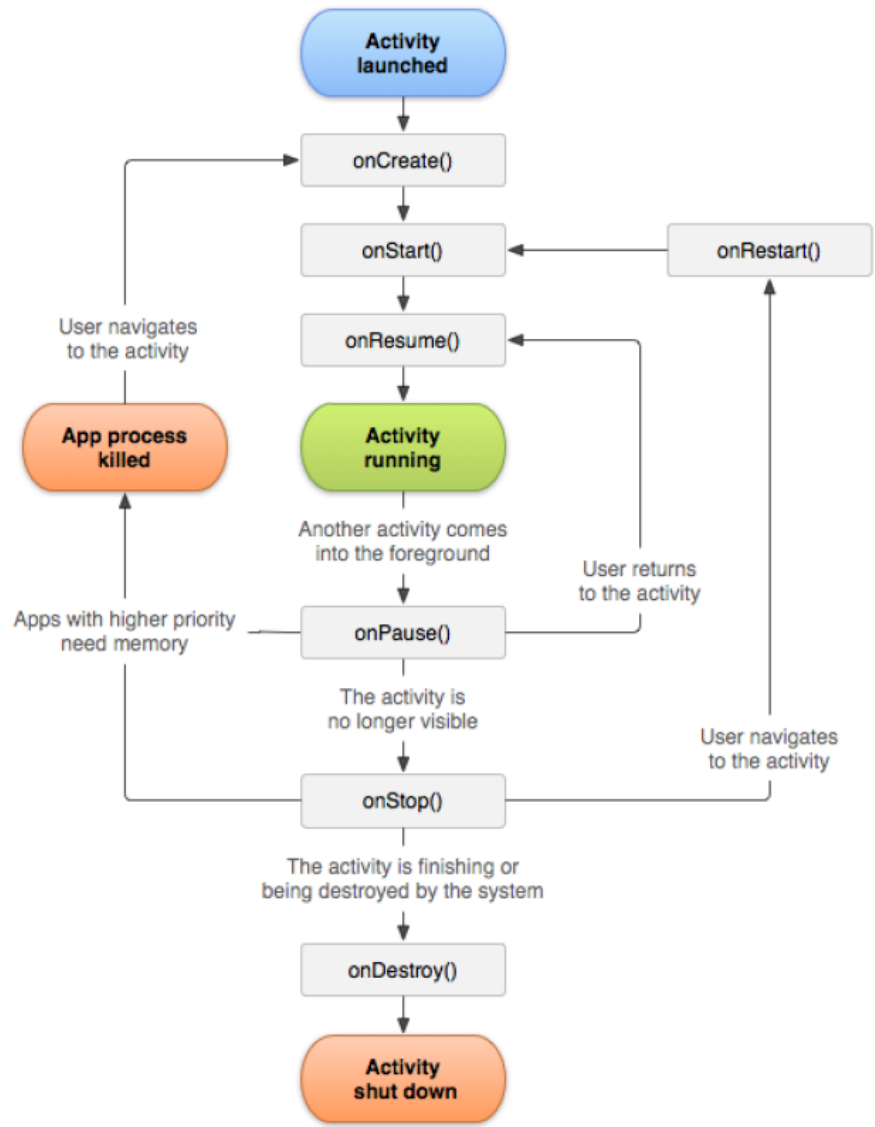 Activity
launched
onCreate()
onStart()
onRestart()
onResume()
User navigates
to the activity
App process
killed
Activity
running
Another activity comes
into the foreground
User returns
to the activity
Apps with higher priority
need memory
onPause()
The activity is
no longer visible
User navigates
to the activity
onStop()
The activity is finishing or
being destroyed by the system
onDestroy()
Activity
shut down